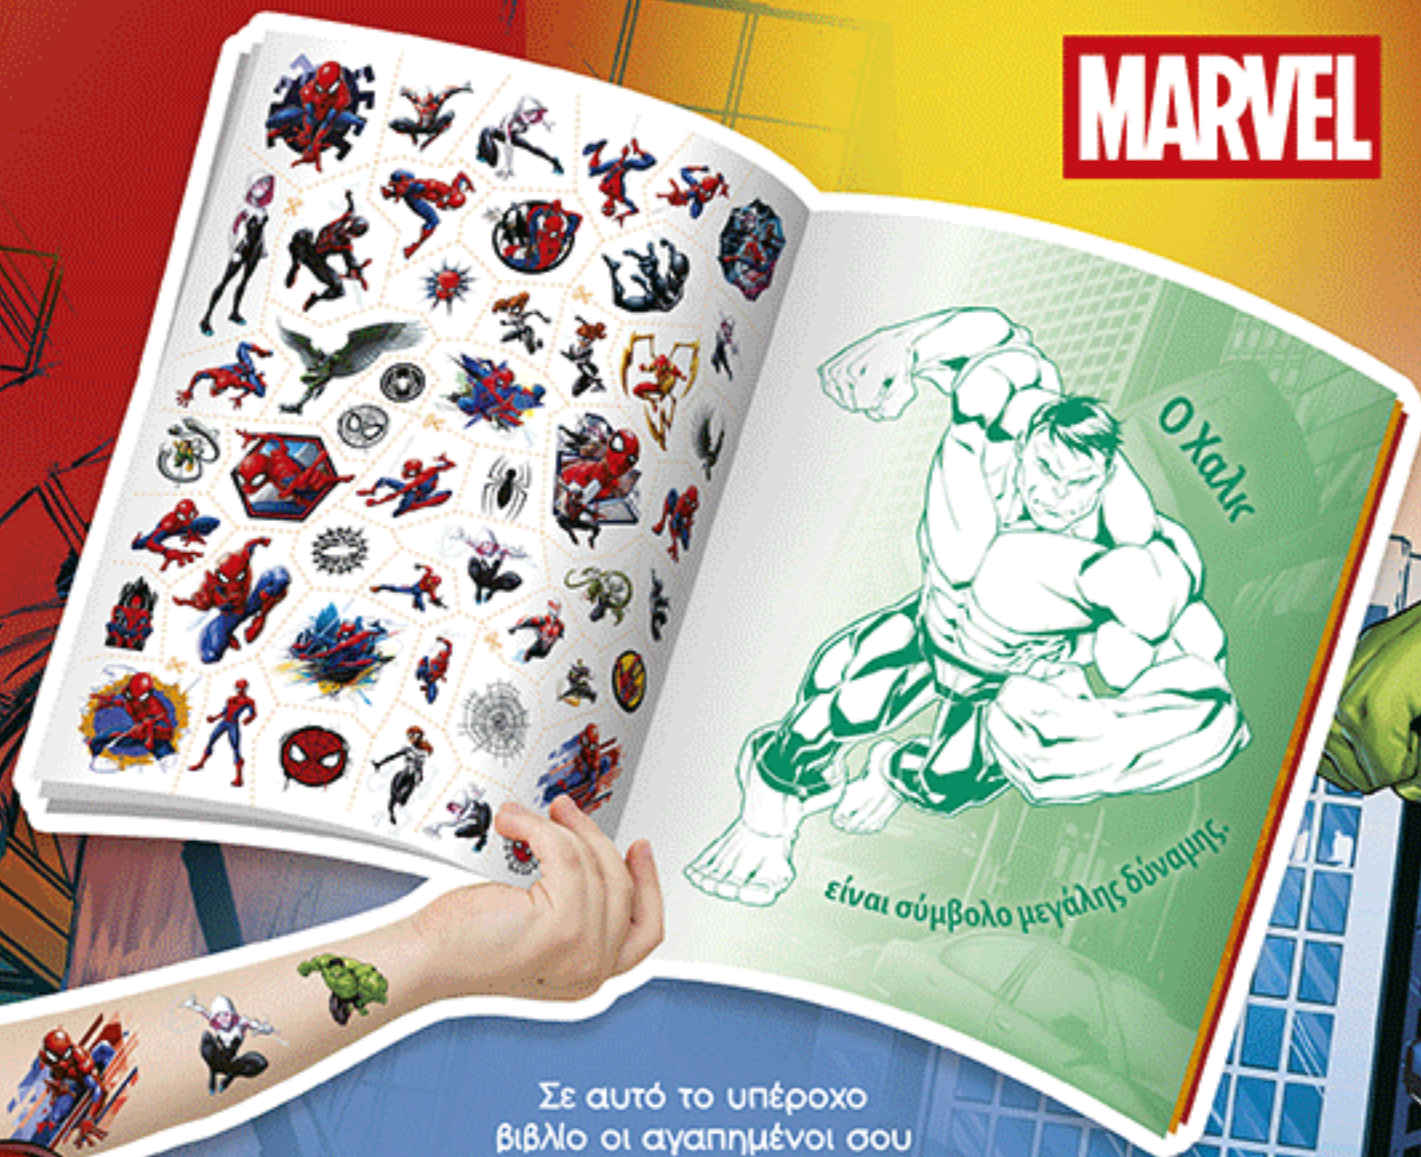 MARVEL
Ο Χαλκ
είναι σύμβολο μεγάλης δύναμης.
Σε αυτό το υπέροχο
βιβλίο οι αγαπημένοι σου